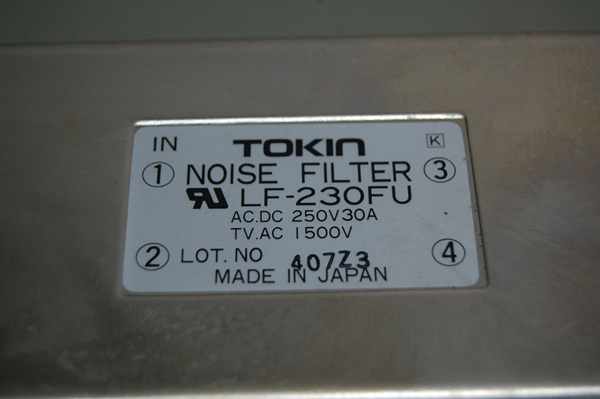 IN TOKIN K
① NOISE FILTER ③
LF-230FU
AC.DC 250V30A
TV.AC 1500V
② LOT. NO 407Z3 ④
MADE IN JAPAN